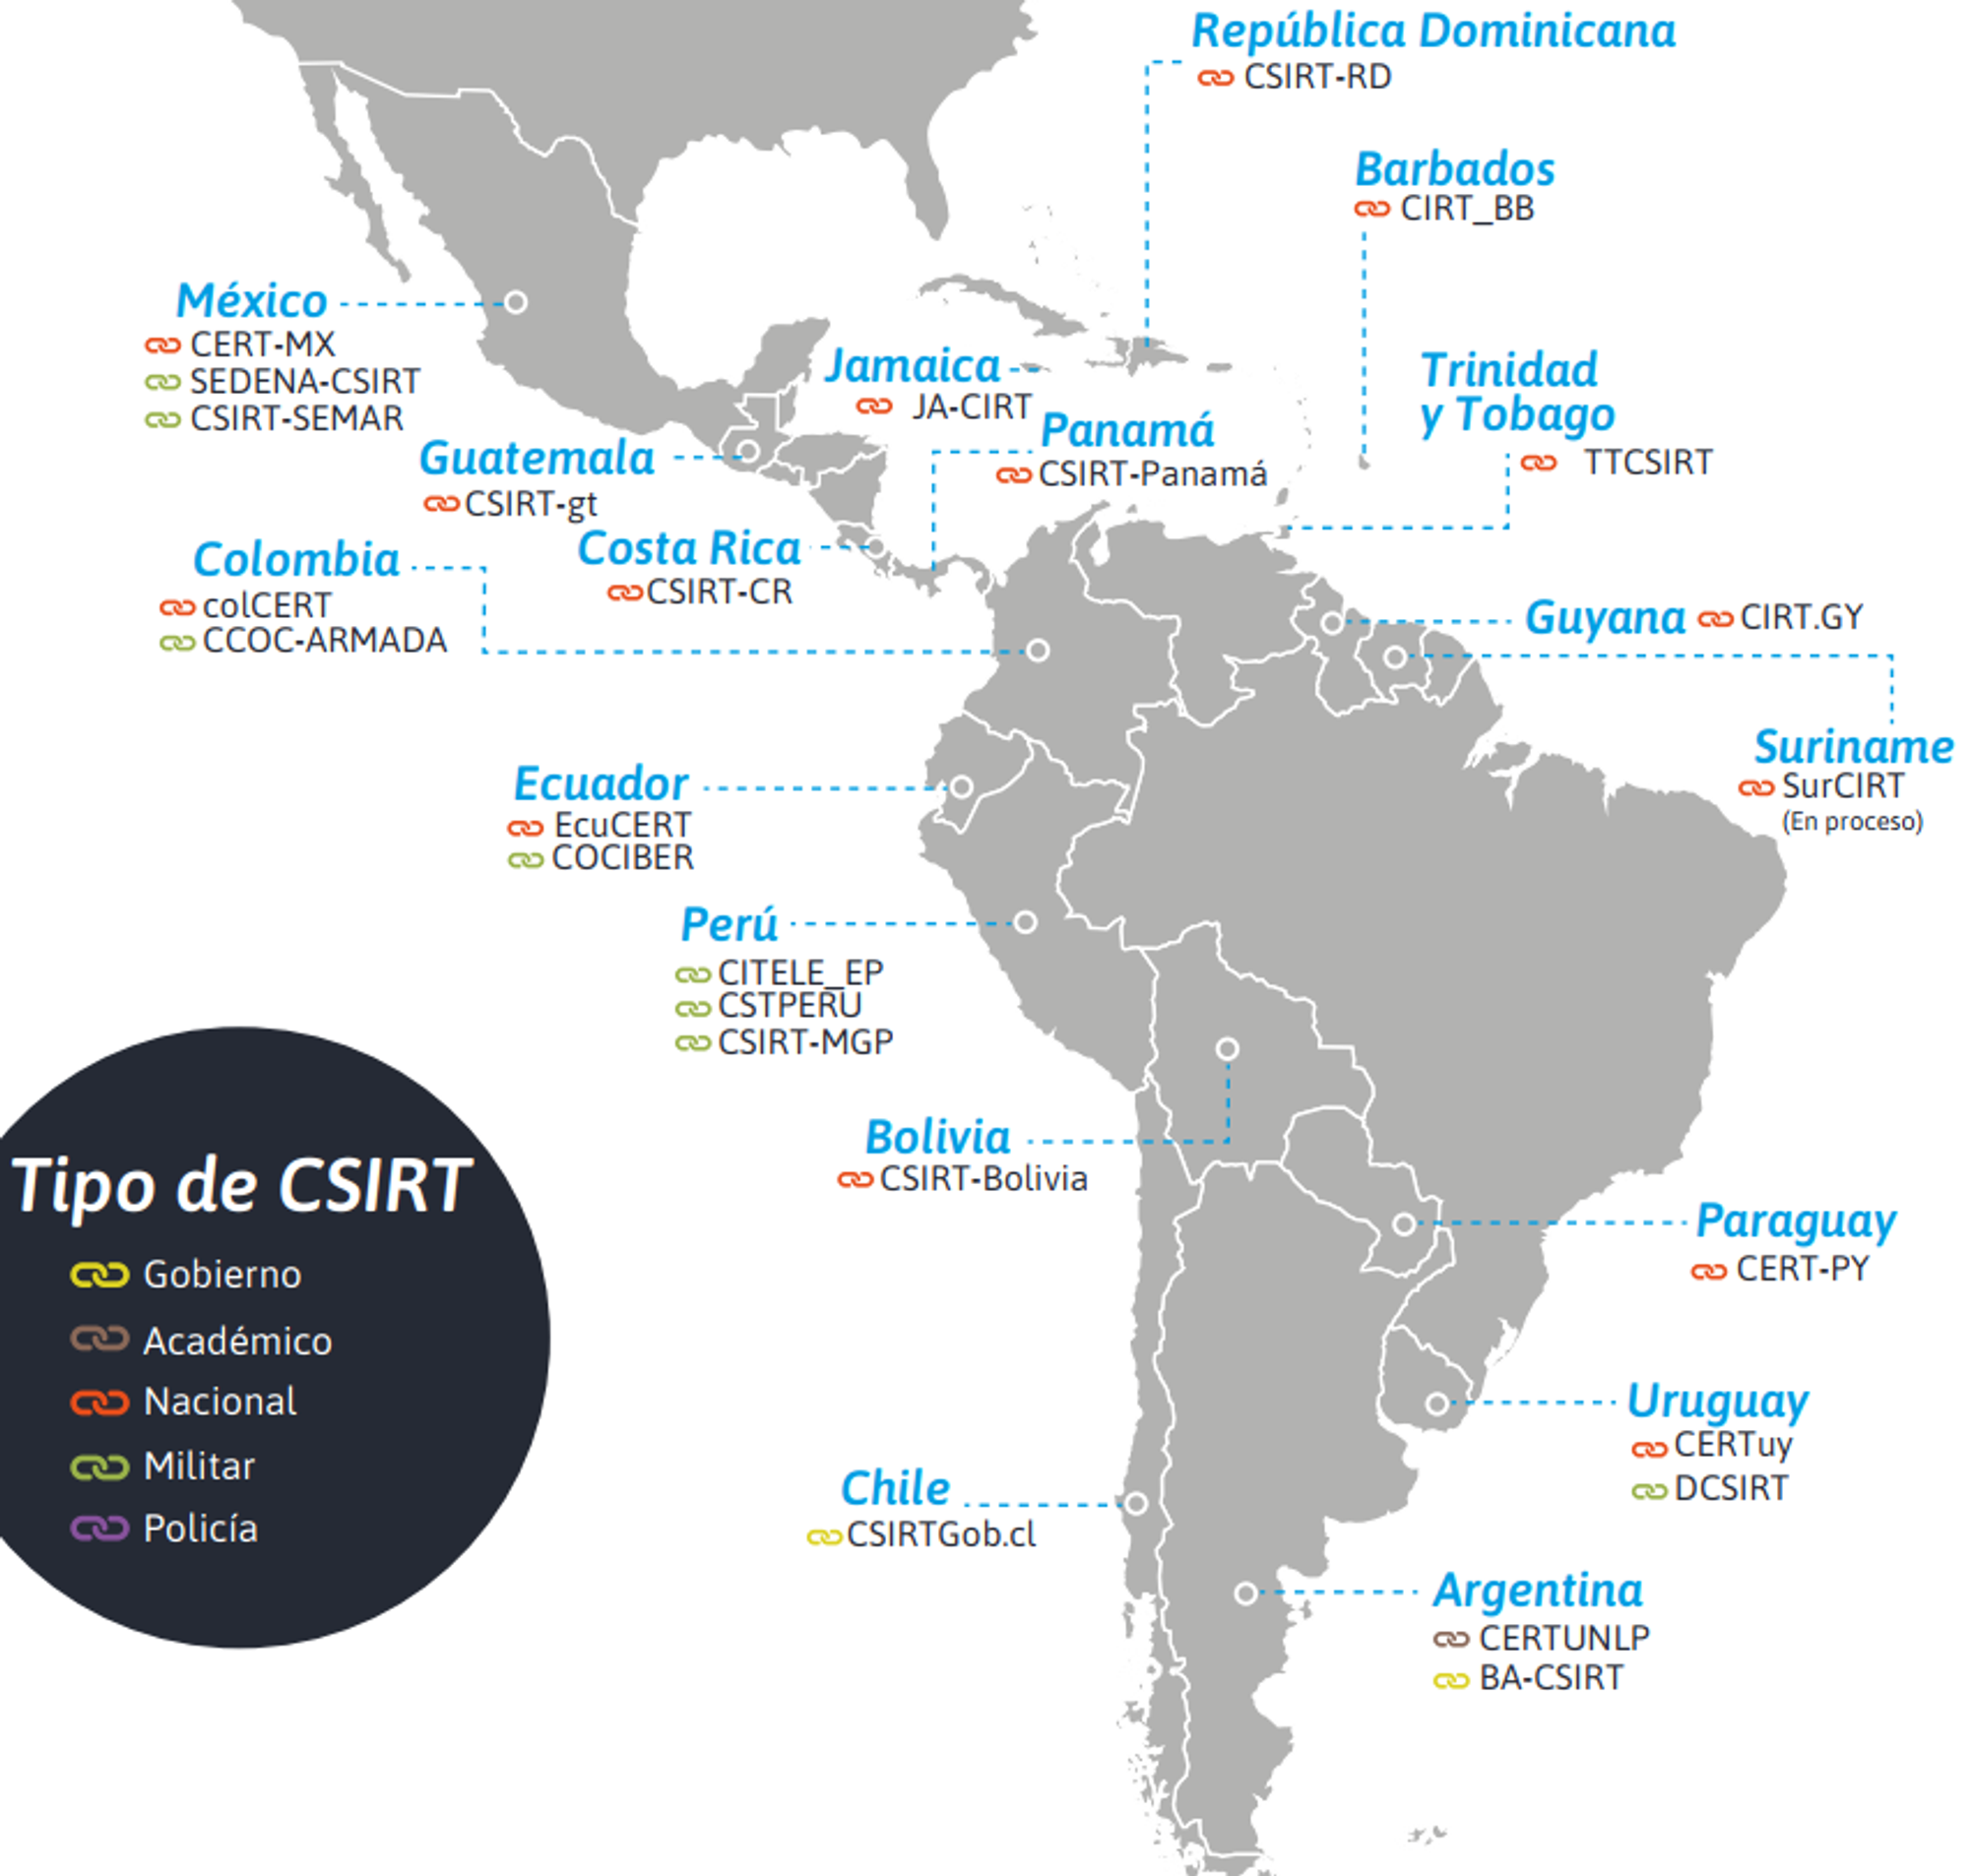 República Dominicana
CSIRT-RD
Barbados
CIRT_BB
México
CERT-MX
SEDENA-CSIRT
CSIRT-SEMAR
Jamaica
JA-CIRT
Trinidad
y Tobago
TTCSIRT
Panamá
CSIRT-Panamá
Guatemala
CSIRT-gt
Costa Rica
CSIRT-CR
Colombia
colCERT
CCOC-ARMADA
Guyana CIRT.GY
Suriname
SurCIRT
(En proceso)
Ecuador
EcuCERT
COCIBER
Perú
CITELE_EP
CSTPERU
CSIRT-MGP
Bolivia
CSIRT-Bolivia
Paraguay
CERT-PY
Uruguay
CERTuy
DCSIRT
Chile
CSIRTGob.cl
Argentina
CERTUNLP
BA-CSIRT
Tipo de CSIRT
Gobierno
Académico
Nacional
Militar
Policía